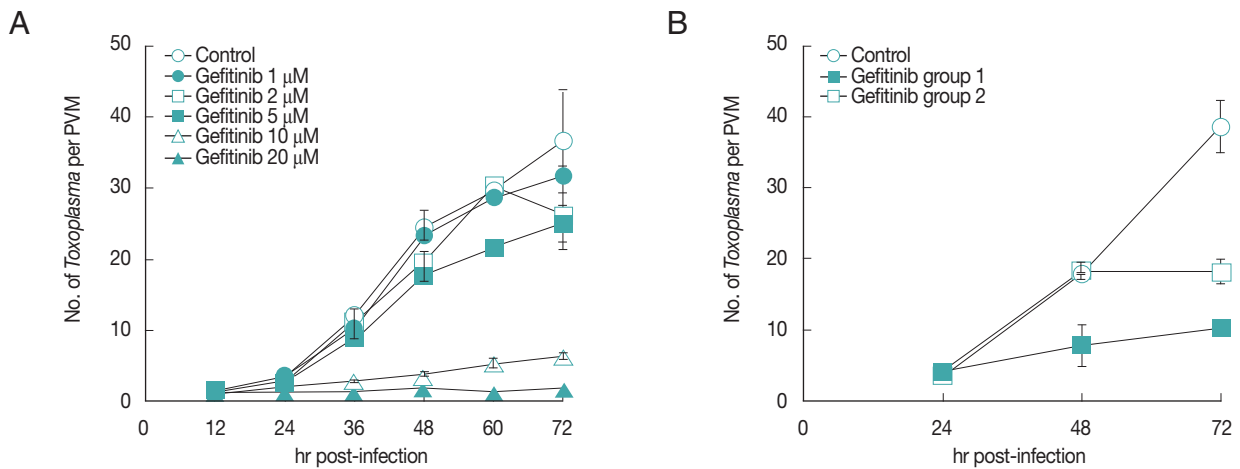 A
No. of Toxoplasma per PVM
50
40
30
20
10
0
Control
Gefitinib 1 μM
Gefitinib 2 μM
Gefitinib 5 μM
Gefitinib 10 μM
Gefitinib 20 μM
0 12 24 36 48 60 72
hr post-infection
B
No. of Toxoplasma per PVM
50
40
30
20
10
0
Control
Gefitinib group 1
Gefitinib group 2
0 24 48 72
hr post-infection